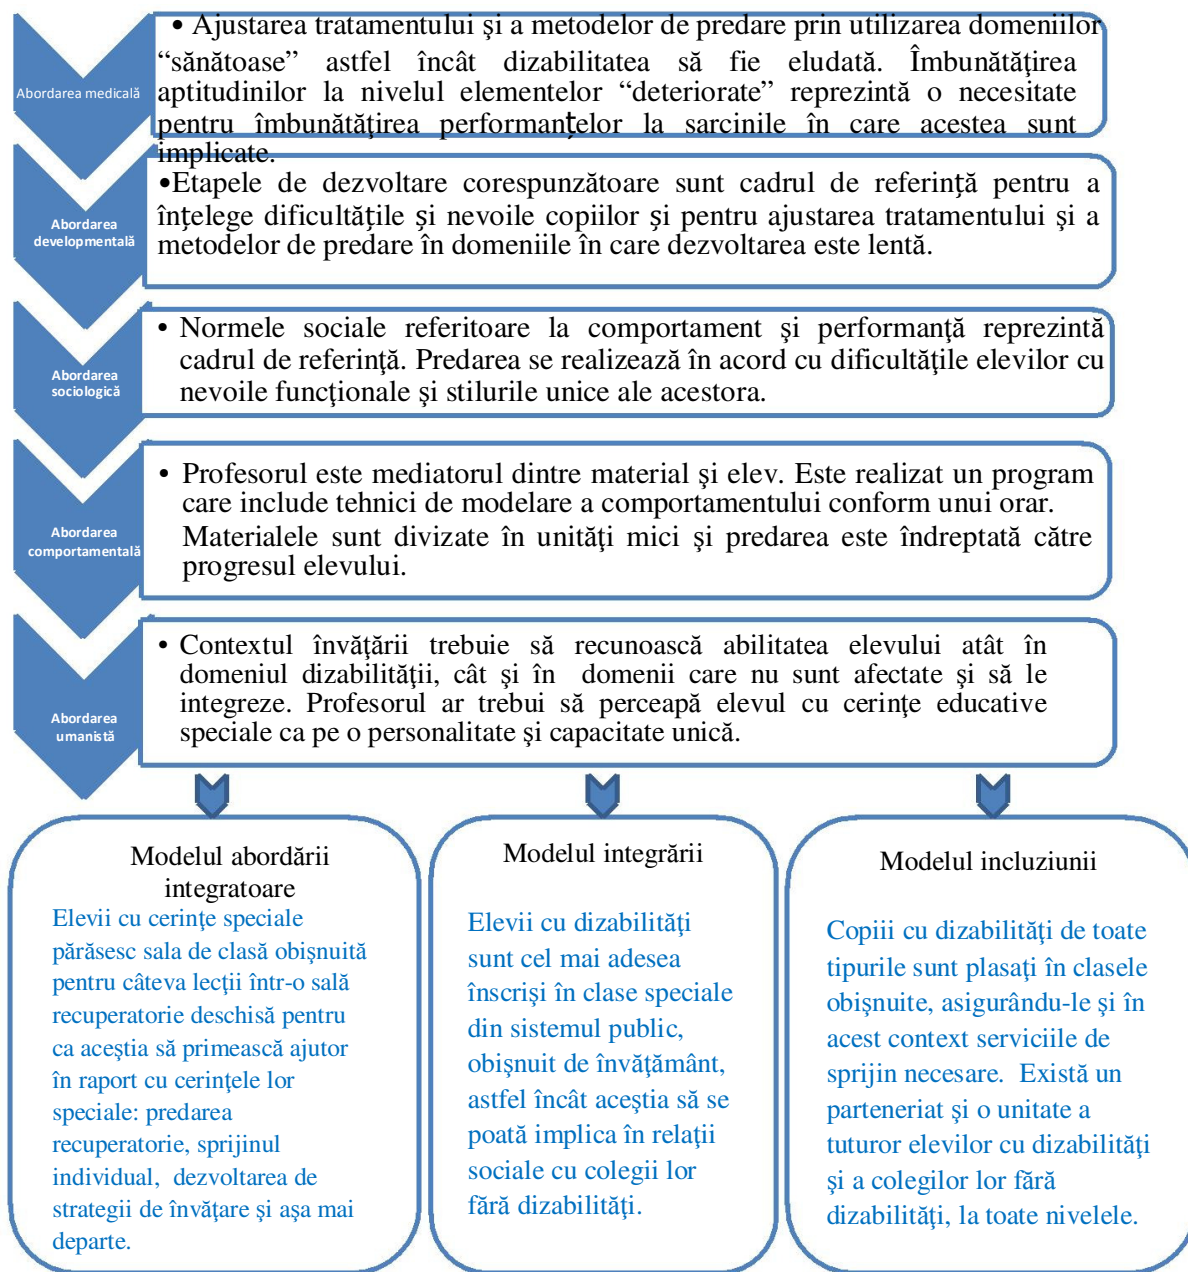 Abordarea medicală
• Ajustarea tratamentului şi a metodelor de predare prin utilizarea domeniilor
“sănătoase” astfel încât dizabilitatea să fie eludată. Îmbunătăţirea
aptitudinilor la nivelul elementelor “deteriorate” reprezintă o necesitate
pentru îmbunătăţirea performanțelor la sarcinile în care acestea sunt
implicate.
Abordarea
developmentală
•Etapele de dezvoltare corespunzătoare sunt cadrul de referință pentru a
înțelege dificultățile și nevoile copiilor și pentru ajustarea tratamentului și a
metodelor de predare în domeniile în care dezvoltarea este lentă.
Abordarea
sociologică
• Normele sociale referitoare la comportament şi performanţă reprezintă
cadrul de referinţă. Predarea se realizează în acord cu dificultăţile elevilor cu
nevoile funcţionale şi stilurile unice ale acestora.
Abordarea
comportamentală
• Profesorul este mediatorul dintre material şi elev. Este realizat un program
care include tehnici de modelare a comportamentului conform unui orar.
Materialele sunt divizate în unităţi mici şi predarea este îndreptată către
progresul elevului.
Abordarea
umanistă
• Contextul învăţării trebuie să recunoască abilitatea elevului atât în
domeniul dizabilităţii, cât şi în domenii care nu sunt afectate şi să le
integreze. Profesorul ar trebui să perceapă elevul cu cerinţe educative
speciale ca pe o personalitate şi capacitate unică.
Modelul abordării
integratoare
Elevii cu cerinţe speciale
părăsesc sala de clasă obişnuită
pentru câteva lecţii într-o sală
recuperatorie deschisă pentru
ca aceştia să primească ajutor
în raport cu cerinţele lor
speciale: predarea
recuperatorie, sprijinul
individual, dezvoltarea de
strategii de învăţare şi aşa mai
departe.
Modelul integrării
Elevii cu dizabilităţi
sunt cel mai adesea
înscrişi în clase speciale
din sistemul public,
obişnuit de învăţământ,
astfel încât aceştia să se
poată implica în relaţii
sociale cu colegii lor
fără dizabilităţi.
Modelul incluziunii
Copiii cu dizabilităţi de toate
tipurile sunt plasaţi în clasele
obişnuite, asigurându-le şi în
acest context serviciile de
sprijin necesare. Există un
parteneriat şi o unitate a
tuturor elevilor cu dizabilităţi
şi a colegilor lor fără
dizabilităţi, la toate nivelele.